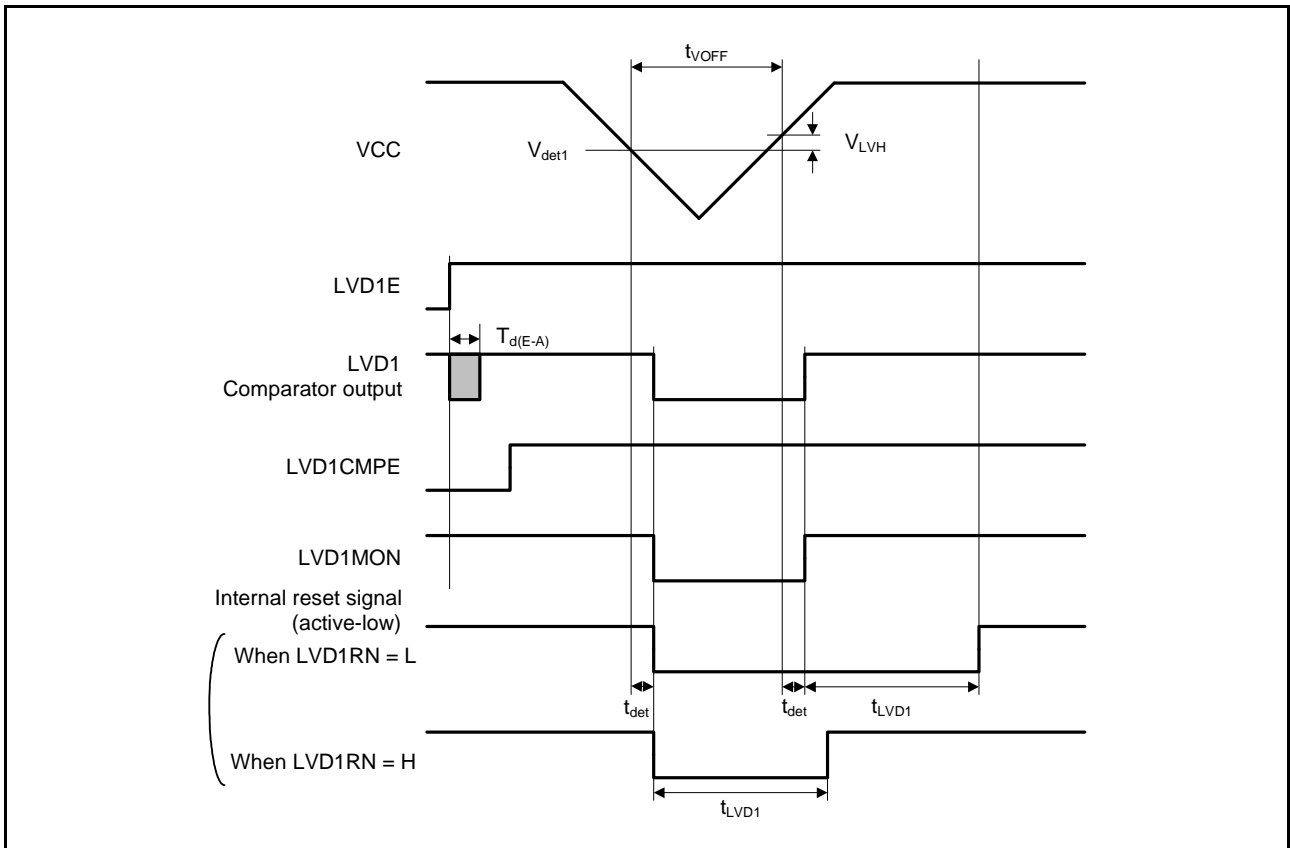 tVOFF
VCC
Vdet1
VLVH
LVD1E
Td(E-A)
LVD1
Comparator output
LVD1CMPE
LVD1MON
Internal reset signal
(active-low)
When LVD1RN = L
tdet
tdet
tLVD1
When LVD1RN = H
tLVD1